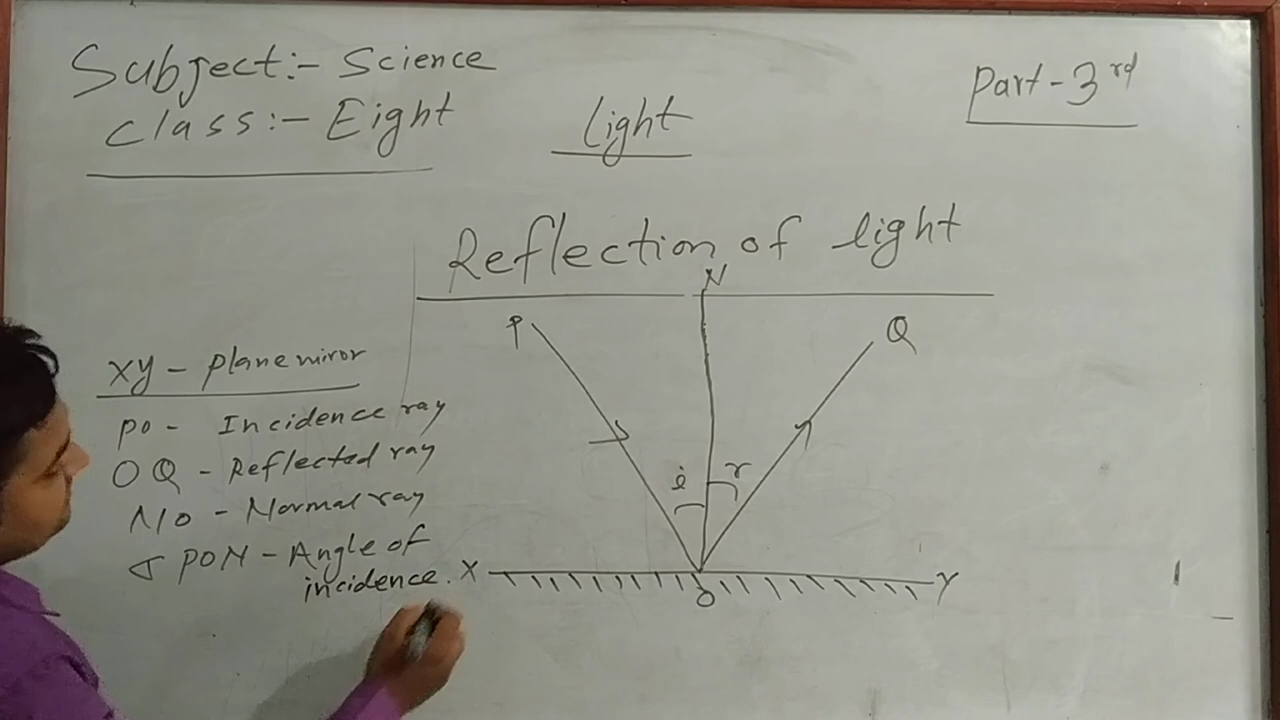 Subject:- Science
Class:- Eight
Light
Part-3rd
Reflection of light
N
P
Q
XY - Plane miror
PO - Incidence ray
OQ - Reflected ray
NO - Normal ray
∠PON - Angle of
incidence.
i
r
X
O
Y